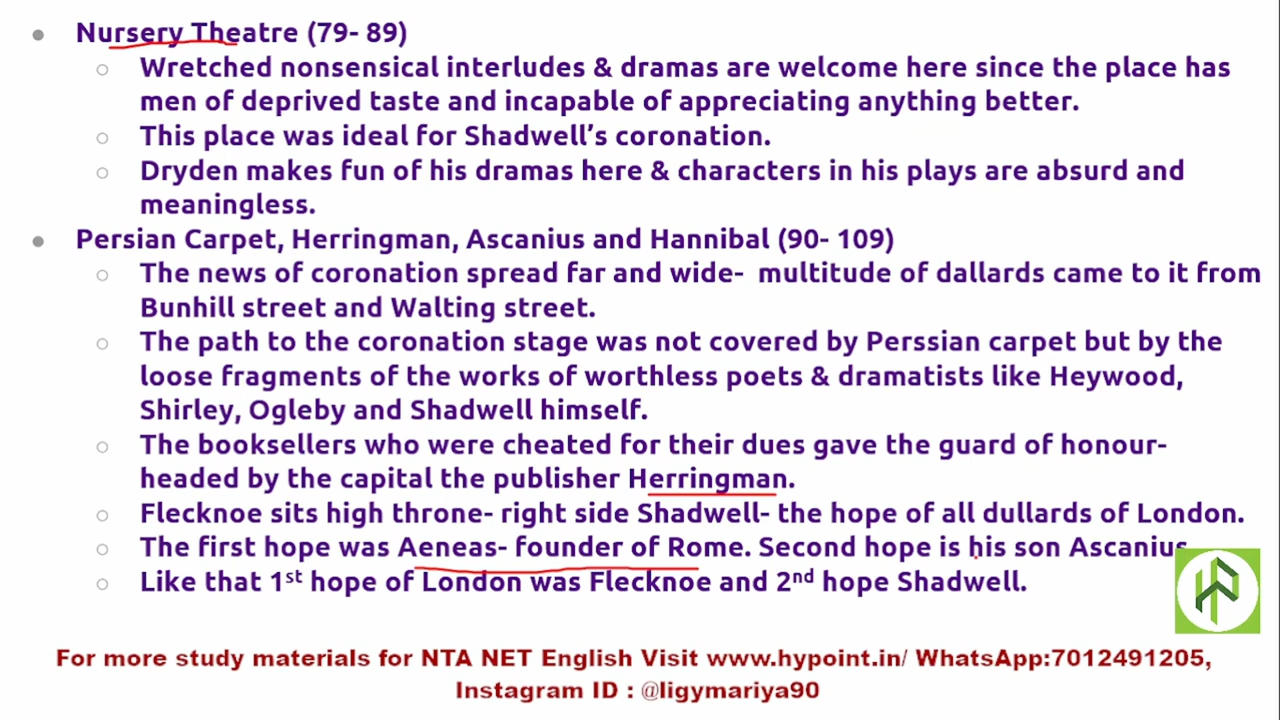 Nursery Theatre (79- 89)
Wretched nonsensical interludes & dramas are welcome here since the place has
men of deprived taste and incapable of appreciating anything better.
This place was ideal for Shadwell's coronation.
Dryden makes fun of his dramas here & characters in his plays are absurd and
meaningless.
Persian Carpet, Herringman, Ascanius and Hannibal (90- 109)
The news of coronation spread far and wide- multitude of dallards came to it from
Bunhill street and Walting street.
The path to the coronation stage was not covered by Perssian carpet but by the
loose fragments of the works of worthless poets & dramatists like Heywood,
Shirley, Ogleby and Shadwell himself.
The booksellers who were cheated for their dues gave the guard of honour-
headed by the capital the publisher Herringman.
Flecknoe sits high throne- right side Shadwell- the hope of all dullards of London.
The first hope was Aeneas- founder of Rome. Second hope is his son Ascanius
Like that 1st hope of London was Flecknoe and 2nd hope Shadwell.
For more study materials for NTA NET English Visit www.hypoint.in/ WhatsApp:7012491205,
Instagram ID : @ligymariya90